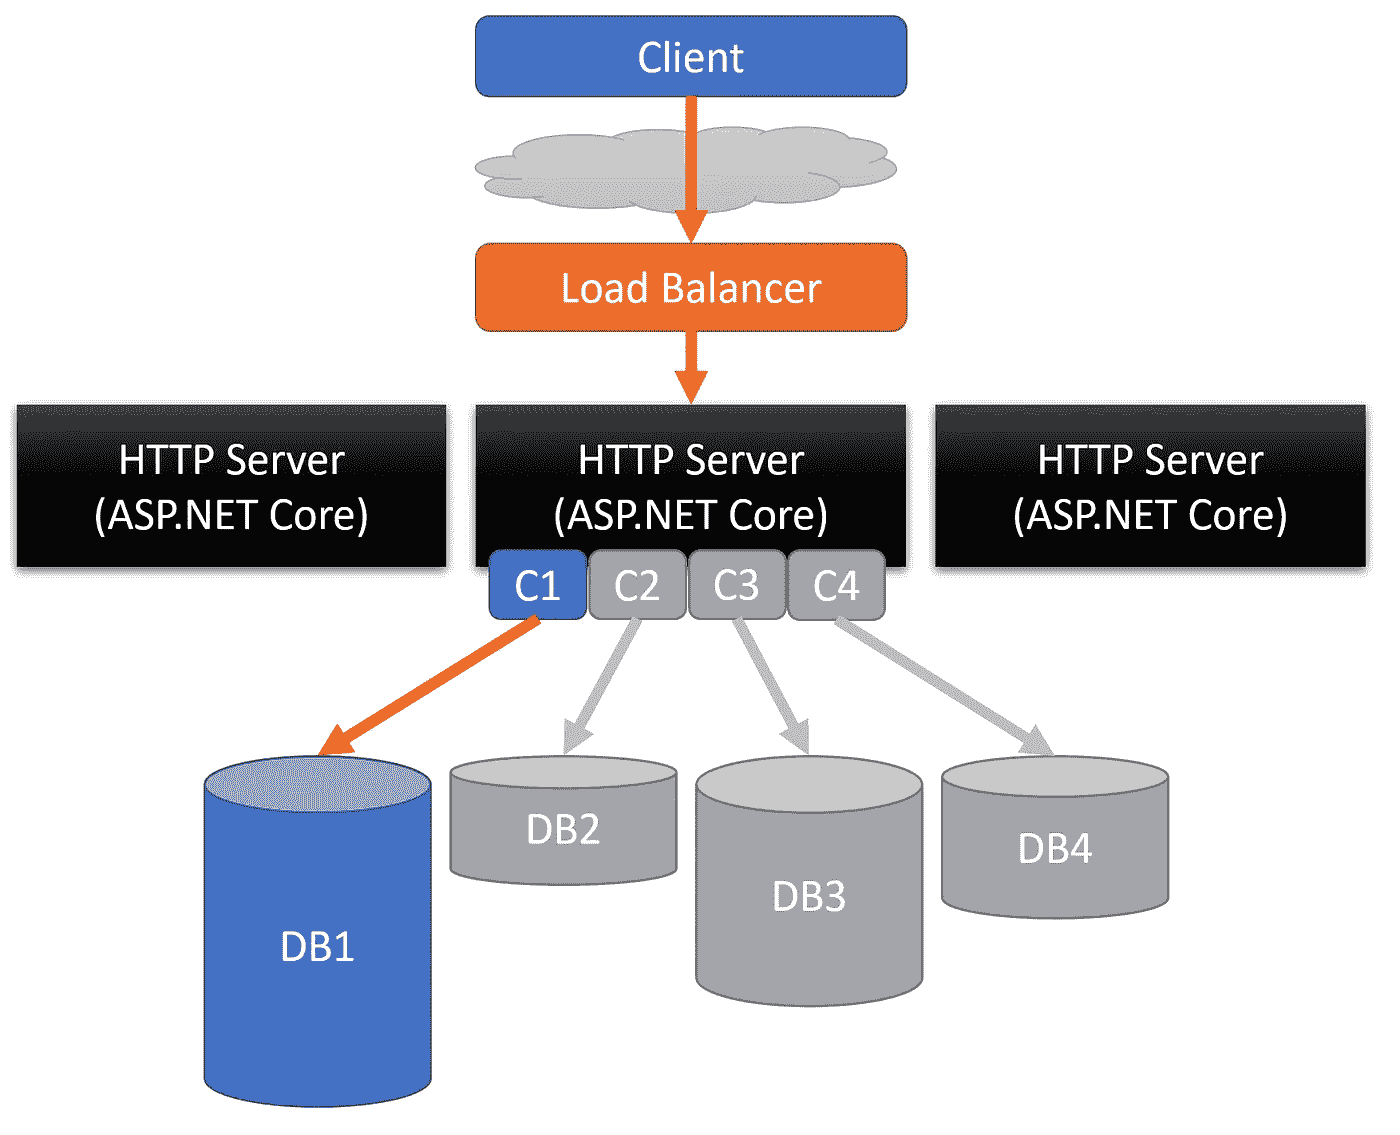 Client
Load Balancer
HTTP Server
(ASP.NET Core)
HTTP Server
(ASP.NET Core)
HTTP Server
(ASP.NET Core)
C1
C2
C3
C4
DB1
DB2
DB3
DB4